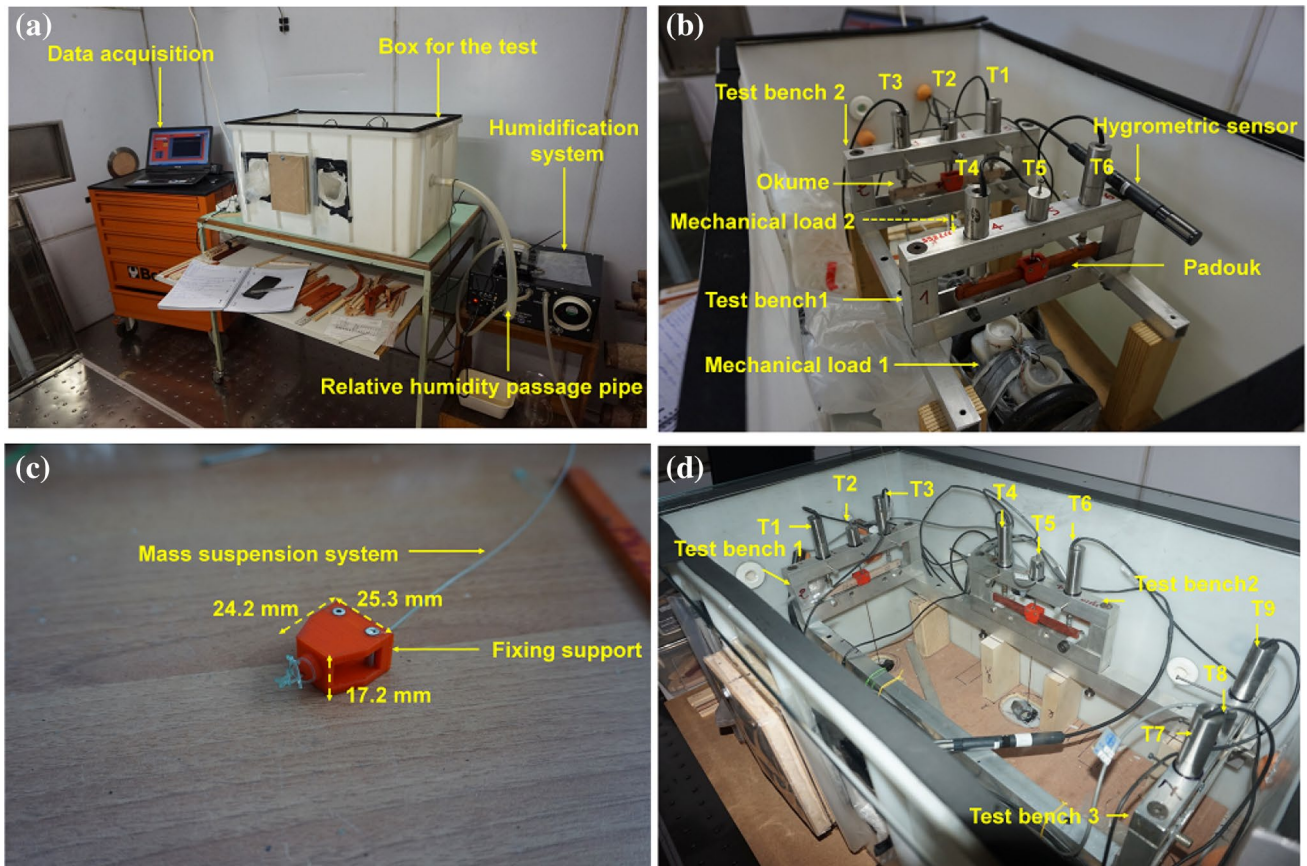 (a)
Data acquisition
Box for the test
Humidification
system
Relative humidity passage pipe
(b)
T3
T2
T1
Test bench 2
Hygrometric sensor
T4
T5
T6
Okume
Mechanical load 2
4
5
Padouk
Test bench1
1
Mechanical load 1
(c)
Mass suspension system
24.2 mm
25.3 mm
Fixing support
17.2 mm
(d)
T1
T2
T3
T4
T5
T6
Test bench 1
Test bench2
T9
T8
T7
Test bench 3